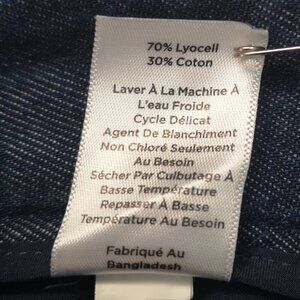 70% Lyocell
30% Coton
Laver À La Machine À
L'eau Froide
Cycle Délicat
Agent De Blanchiment
Non Chloré Seulement
Au Besoin
Sécher Par Culbutage À
Basse Température
Repasser À Basse
Température Au Besoin
Fabriqué Au
Bangladesh